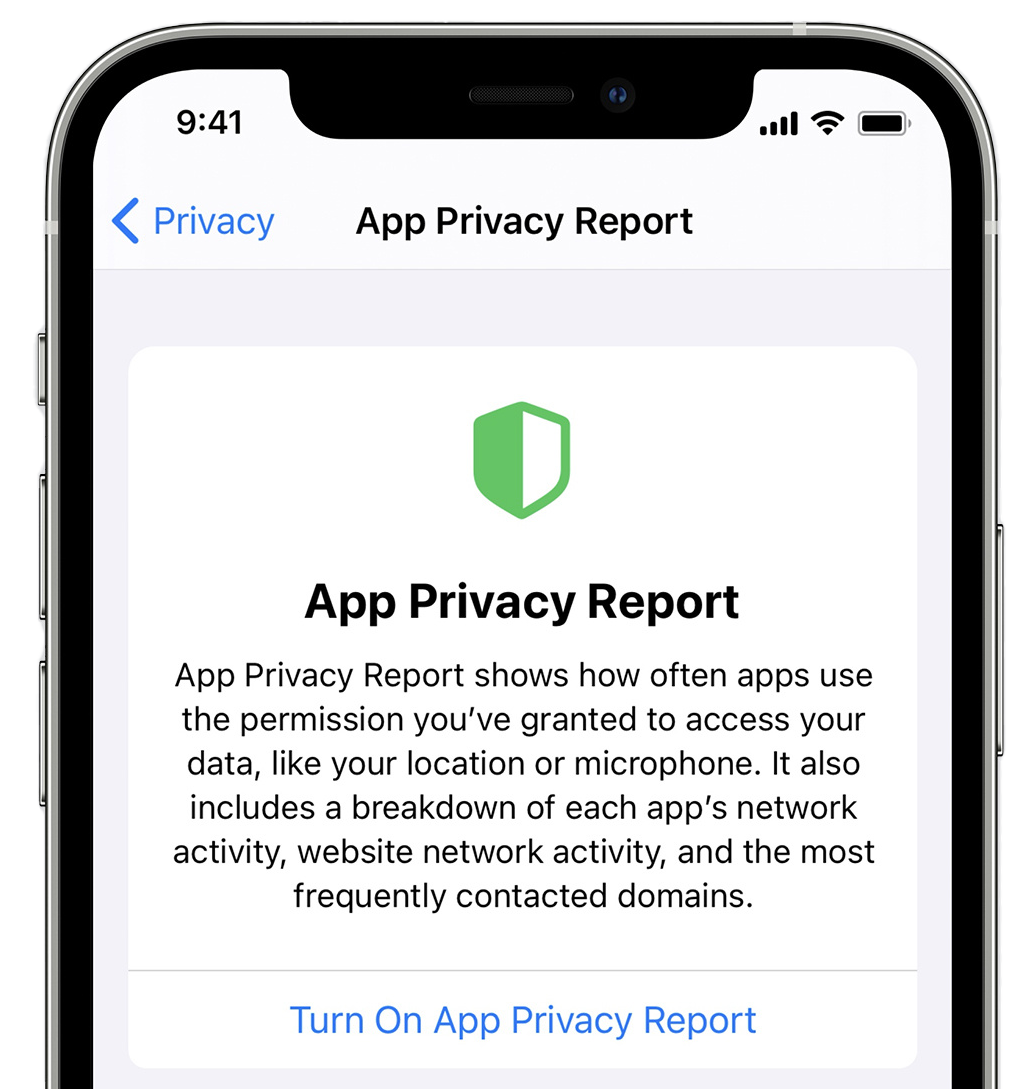 9:41
Privacy
App Privacy Report
App Privacy Report
App Privacy Report shows how often apps use
the permission you’ve granted to access your
data, like your location or microphone. It also
includes a breakdown of each app’s network
activity, website network activity, and the most
frequently contacted domains.
Turn On App Privacy Report